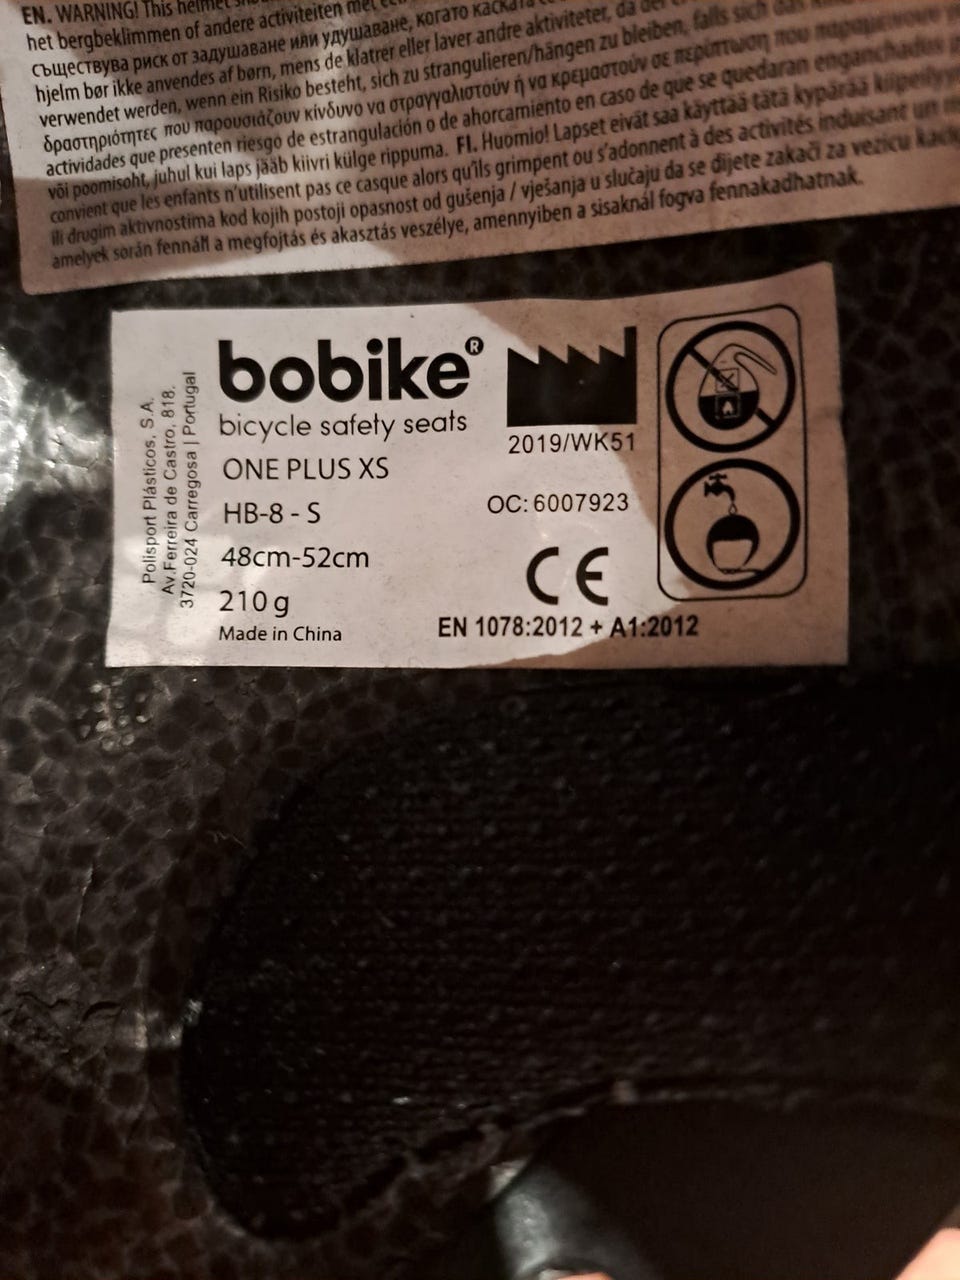 EN. WARNING! This helmet
het bergbeklimmen of andere activiteiten met
съществува риск от задушаване или удушаване, когато каската
hjelm bør ikke anvendes af børn, mens de klatrer eller laver andre aktiviteter, da der
verwendet werden, wenn ein Risiko besteht, sich zu strangulieren/hängen zu bleiben, falls sich das
δραστηριότητες που παρουσιάζουν κίνδυνο να στραγγαλιστούν ή να κρεμαστούν σε περίπτωση που παραμείνουν
actividades que presenten riesgo de estrangulación o de ahorcamiento en caso de que se quedaran enganchados
või poomisoht, juhul kui laps jääb kiivri külge rippuma. FI. Huomio! Lapset eivät saa käyttää tätä kypärää kiipeilyyn
convient que les enfants n'utilisent pas ce casque alors qu'ils grimpent ou s'adonnent à des activités induisant un
ili drugim aktivnostima kod kojih postoji opasnost od gušenja / vješanja u slučaju da se dijete zakači za vezicu
amelyek során fennáll a megfojtás és akasztás veszélye, amennyiben a sisaknál fogva fennakadhatnak.
Polisport Plásticos, S.A.
Av.Ferreira de Castro, 818.
3720-024 Carregosa | Portugal
bobike®
bicycle safety seats
ONE PLUS XS
HB-8 - S
48cm-52cm
210 g
Made in China
2019/WK51
OC: 6007923
CE
EN 1078:2012 + A1:2012